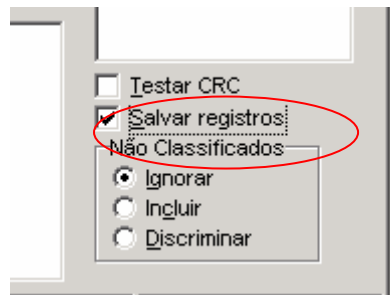 Testar CRC
Salvar registros
Não Classificados
Ignorar
Incluir
Discriminar